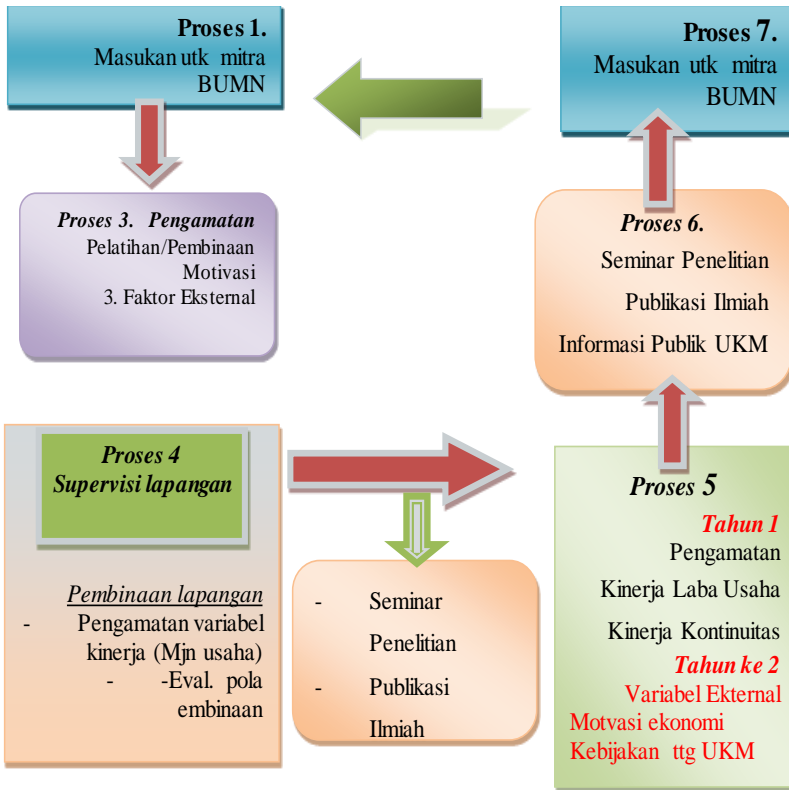 Proses 1.
Masukan utk mitra
BUMN
Proses 7.
Masukan utk mitra
BUMN
Proses 3. Pengamatan
Pelatihan/Pembinaan
Motivasi
3. Faktor Eksternal
Proses 6.
Seminar Penelitian
Publikasi Ilmiah
Informasi Publik UKM
Proses 4
Supervisi lapangan
Pembinaan lapangan
- Pengamatan variabel
kinerja (Mjn usaha)
- -Eval. pola
embinaan
- Seminar
Penelitian
- Publikasi
Ilmiah
Proses 5
Tahun 1
Pengamatan
Kinerja Laba Usaha
Kinerja Kontinuitas
Tahun ke 2
Variabel Ekternal
Motvasi ekonomi
Kebijakan ttg UKM